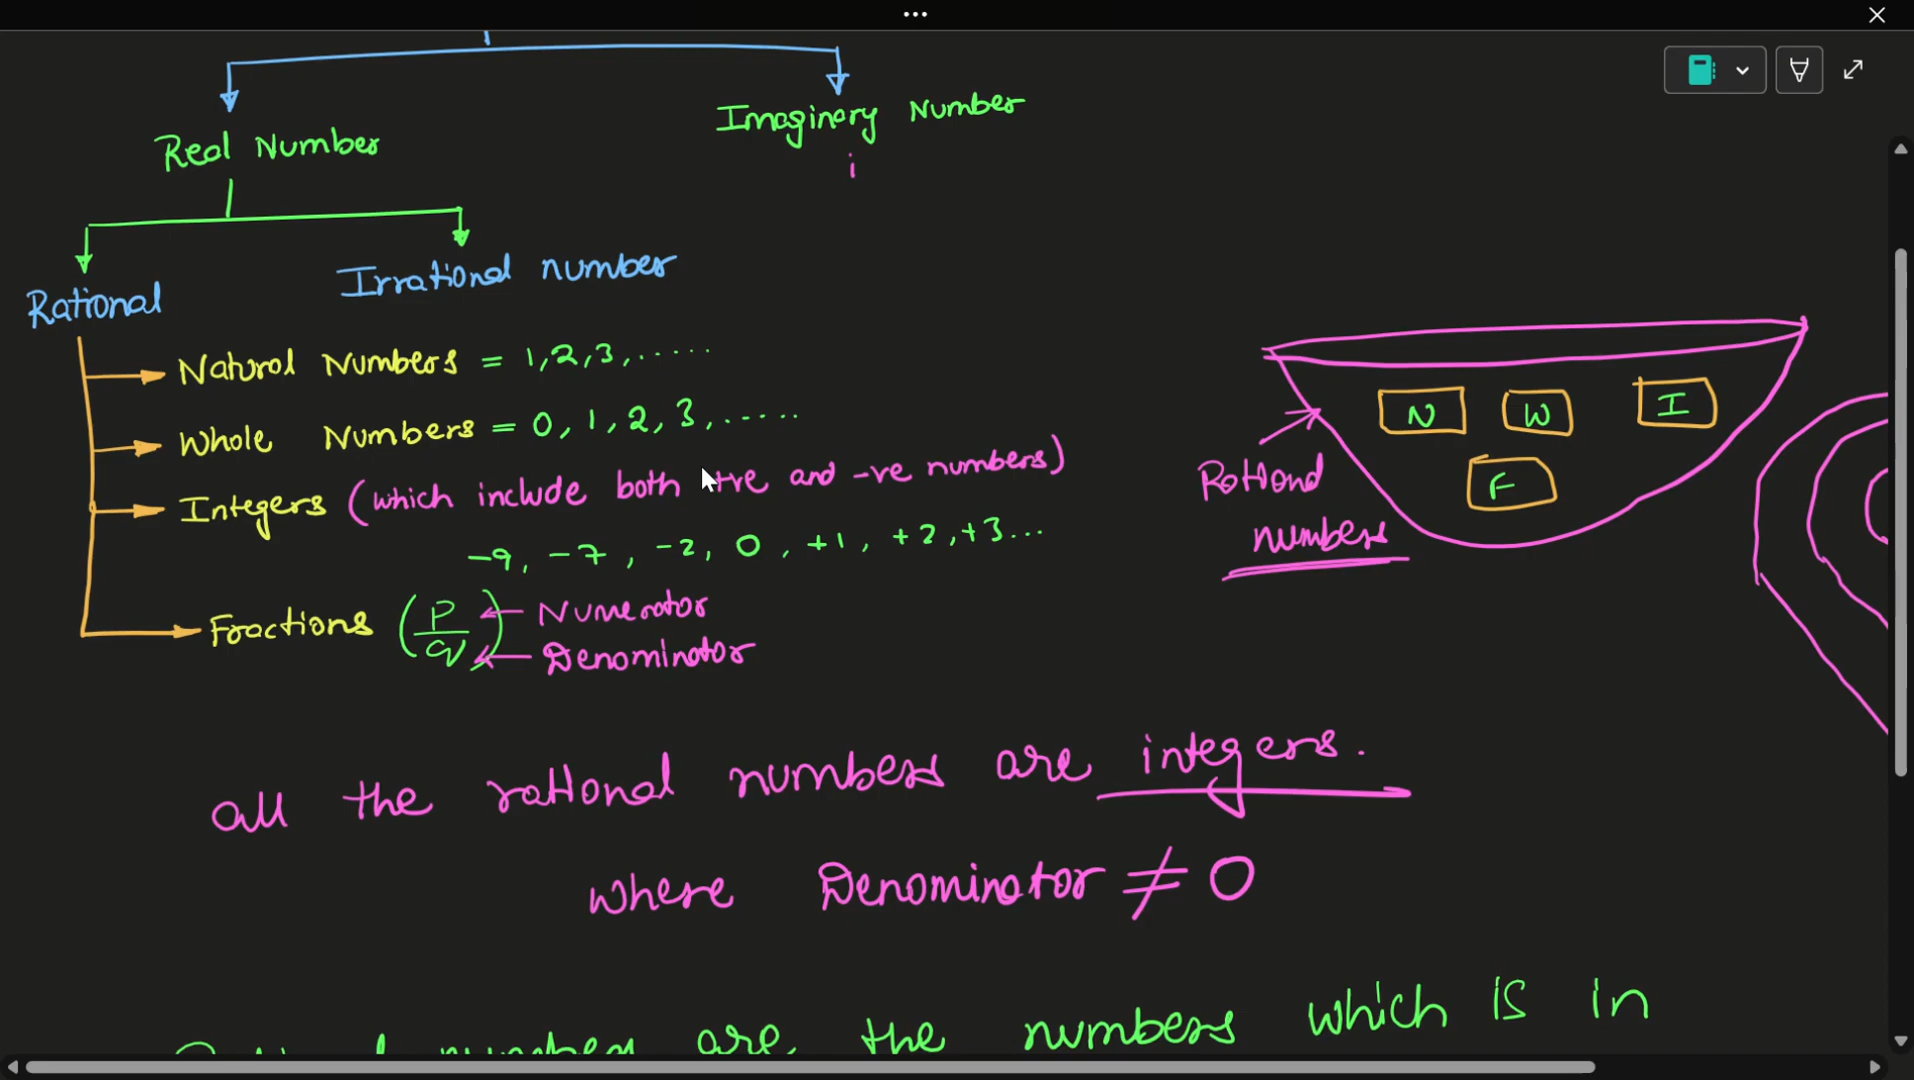 Real Number
Imaginary Number
i
Rational
Irrational number
Natural Numbers = 1,2,3,.....
Whole Numbers = 0, 1, 2, 3,.....
Integers (which include both +ve and -ve numbers)
-9, -7, -2, 0, +1, +2,+3...
Fractions (P/q) ← Numerator
← Denominator
N W I
F
Rational
numbers
all the rational numbers are integers.
where Denominator ≠ 0
numbers are the numbers which is in